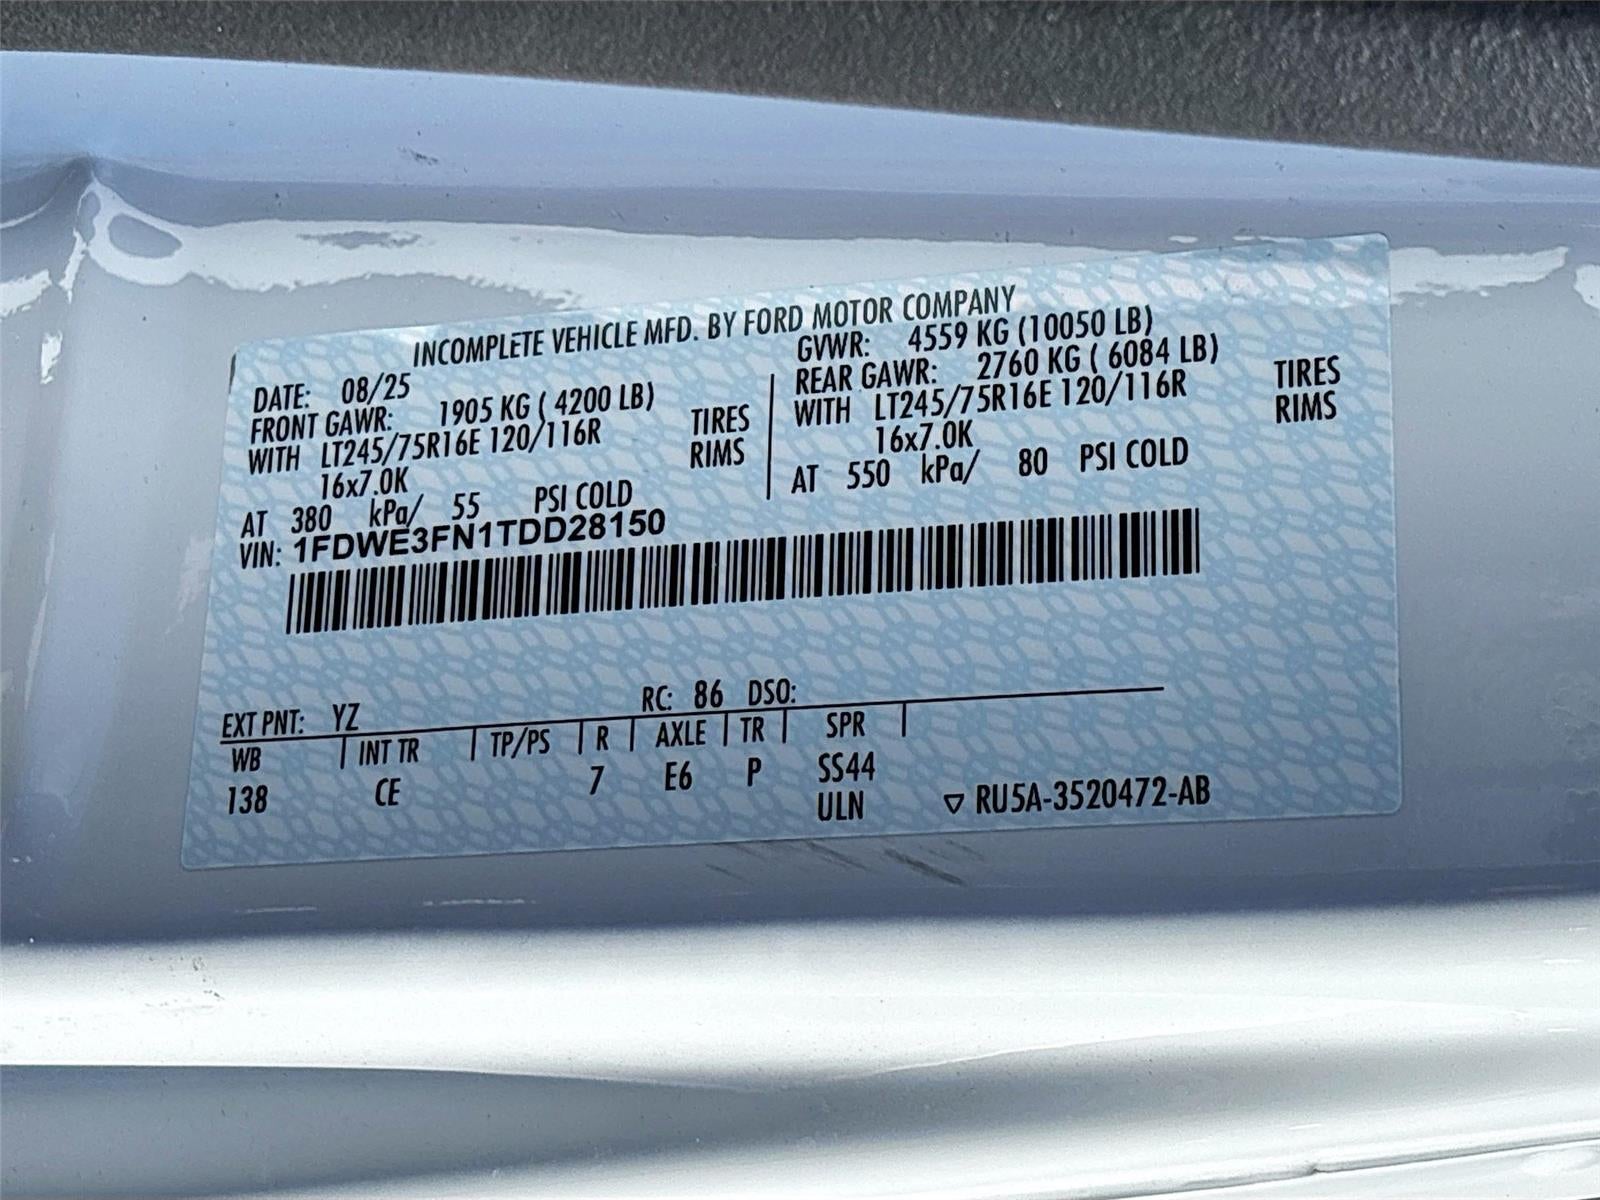 INCOMPLETE VEHICLE MFD. BY FORD MOTOR COMPANY
DATE: 08/25
FRONT GAWR: 1905 KG ( 4200 LB)
WITH LT245/75R16E 120/116R TIRES
16x7.0K RIMS
AT 380 kPa/ 55 PSI COLD
GVWR: 4559 KG (10050 LB)
REAR GAWR: 2760 KG ( 6084 LB)
WITH LT245/75R16E 120/116R TIRES
16x7.0K RIMS
AT 550 kPa/ 80 PSI COLD
VIN: 1FDWE3FN1TDD28150
EXT PNT: YZ RC: 86 DSO:
WB INT TR TP/PS R AXLE TR SPR
138 CE 7 E6 P SS44
ULN ▽ RU5A-3520472-AB